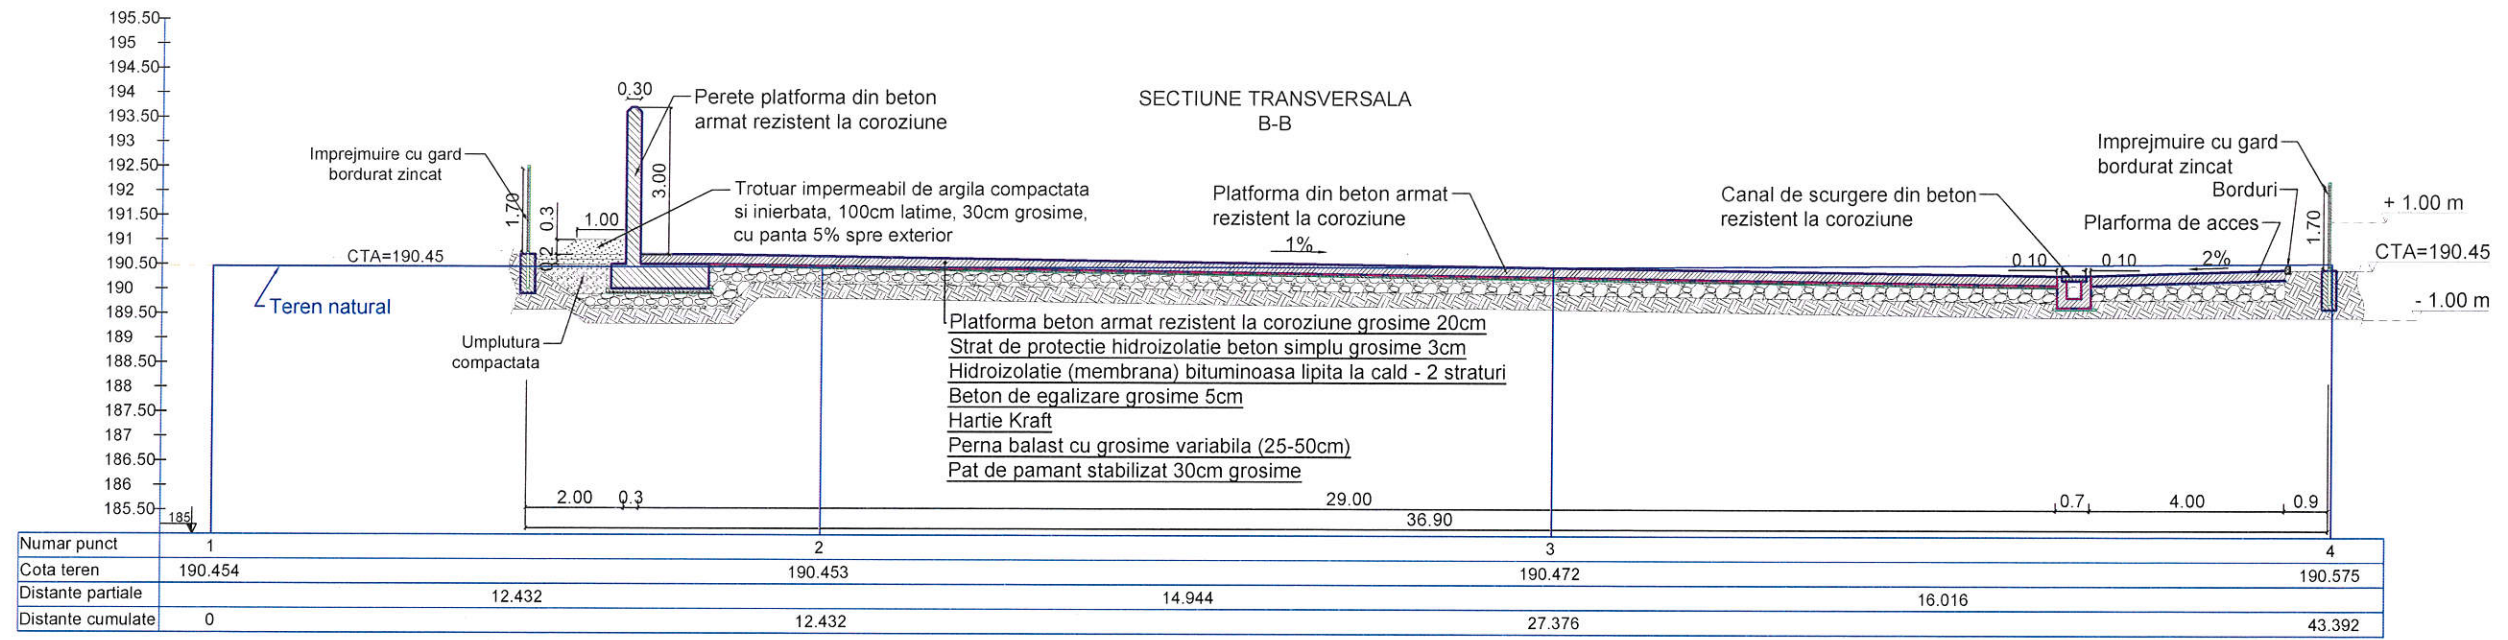 195.50
195
194.50
194
193.50
193
192.50
192
191.50
191
190.50
190
189.50
189
188.50
188
187.50
187
186.50
186
185.50
185
SECTIUNE TRANSVERSALA
B-B
0.30
Perete platforma din beton
armat rezistent la coroziune
3.00
Imprejmuire cu gard
bordurat zincat
1.70
0.3
1.00
0.2
Trotuar impermeabil de argila compactata
si inierbata, 100cm latime, 30cm grosime,
cu panta 5% spre exterior
CTA=190.45
Teren natural
Umplutura
compactata
Platforma din beton armat
rezistent la coroziune
1%
Canal de scurgere din beton
rezistent la coroziune
0.10
0.10
2%
Imprejmuire cu gard
bordurat zincat
Borduri
Plarforma de acces
1.70
+ 1.00 m
CTA=190.45
- 1.00 m
Platforma beton armat rezistent la coroziune grosime 20cm
Strat de protectie hidroizolatie beton simplu grosime 3cm
Hidroizolatie (membrana) bituminoasa lipita la cald - 2 straturi
Beton de egalizare grosime 5cm
Hartie Kraft
Perna balast cu grosime variabila (25-50cm)
Pat de pamant stabilizat 30cm grosime
2.00 0.3 29.00 0.7 4.00 0.9
36.90
Numar punct 1 2 3 4
Cota teren 190.454 190.453 190.472 190.575
Distante partiale 12.432 14.944 16.016
Distante cumulate 0 12.432 27.376 43.392